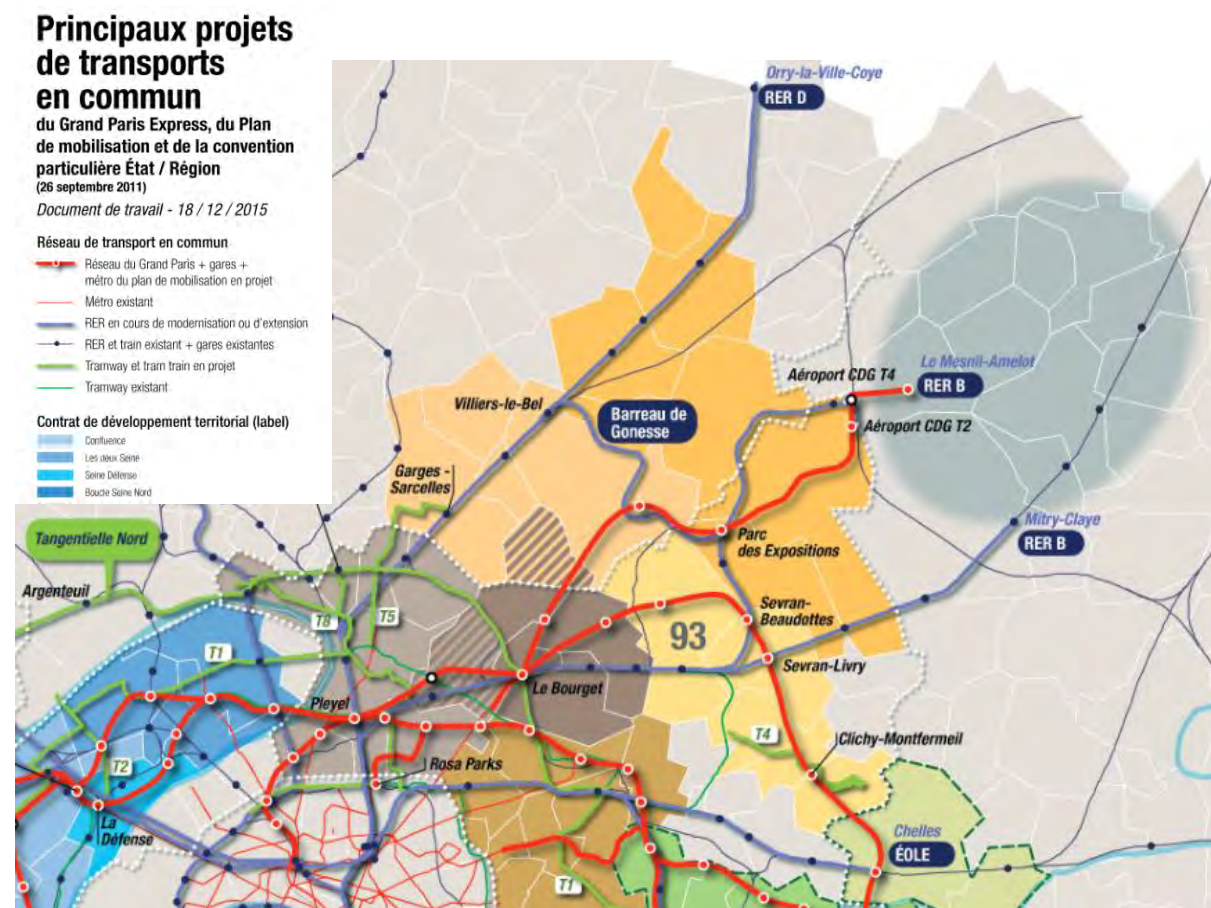 Principaux projets
de transports
en commun
du Grand Paris Express, du Plan
de mobilisation et de la convention
particulière État / Région
(26 septembre 2011)
Document de travail - 18 / 12 / 2015
Réseau de transport en commun
Réseau du Grand Paris + gares +
métro du plan de mobilisation en projet
Métro existant
RER en cours de modernisation ou d'extension
RER et train existant + gares existantes
Tramway et tram train en projet
Tramway existant
Contrat de développement territorial (label)
Confluence
Les deux Seine
Seine Défense
Boucle Seine Nord
Orry-la-Ville-Coye
RER D
Le Mesnil-Amelot
RER B
Aéroport CDG T4
Aéroport CDG T2
Villiers-le-Bel
Barreau de
Gonesse
Garges -
Sarcelles
Mitry-Claye
RER B
Parc
des Expositions
Tangentielle Nord
Argenteuil
T8
T5
Sevran-
Beaudottes
93
T1
Sevran-Livry
Le Bourget
Pleyel
T4
Clichy-Montfermeil
T2
Rosa Parks
La
Défense
Chelles
ÉOLE
T1